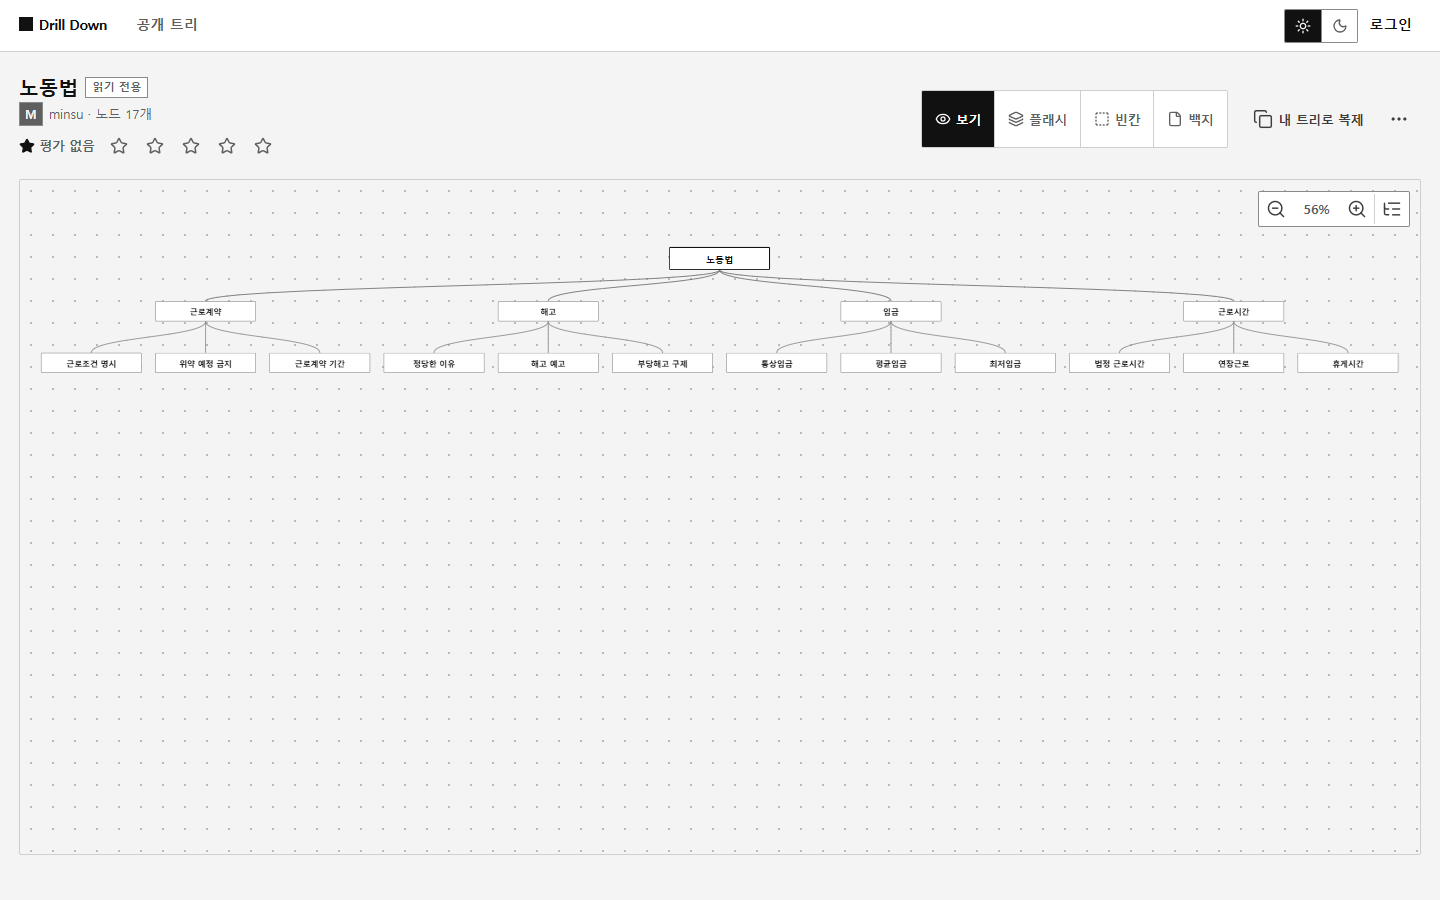 Drill Down 공개 트리 로그인
노동법 읽기 전용
M minsu · 노드 17개
평가 없음
보기 플래시 빈칸 백지 내 트리로 복제
56%
노동법
근로계약 해고 임금 근로시간
근로조건 명시 위약 예정 금지 근로계약 기간 정당한 이유 해고 예고 부당해고 구제 통상임금 평균임금 최저임금 법정 근로시간 연장근로 휴게시간